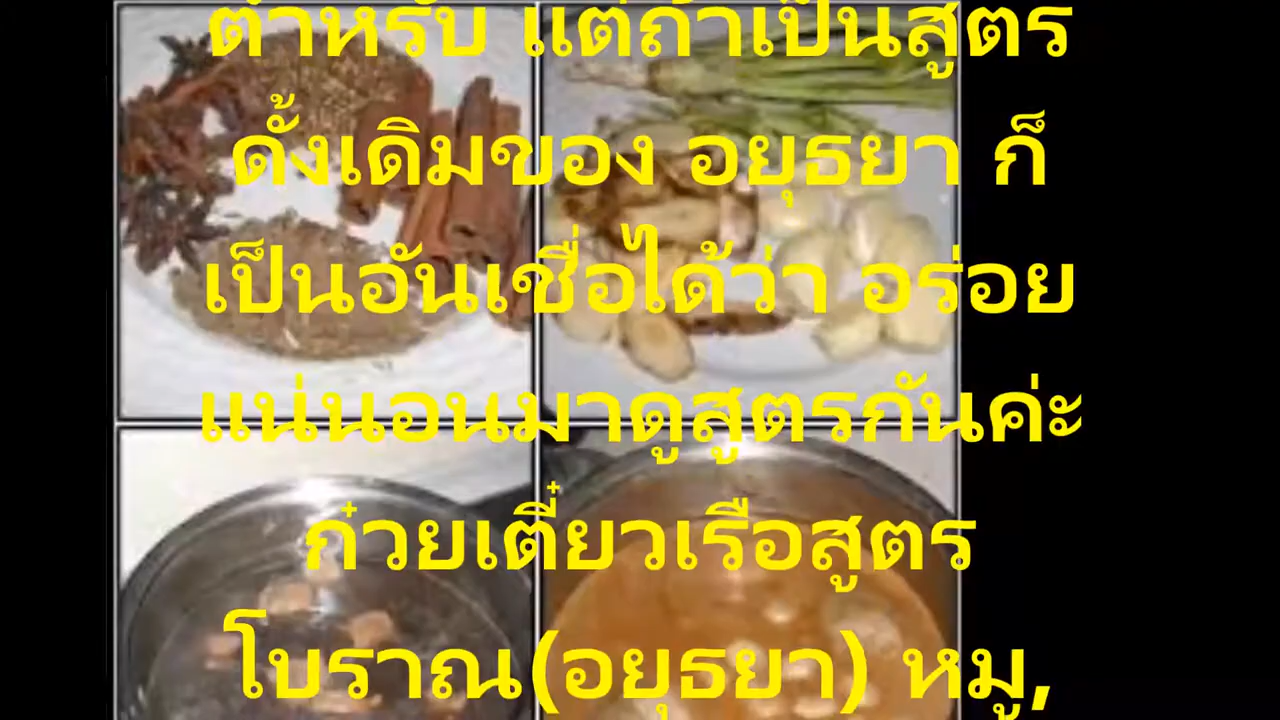 ตำหรับ แต่ถ้าเป็นสูตร
ดั้งเดิมของ อยุธยา ก็
เป็นอันเชื่อได้ว่า อร่อย
แน่นอนมาดูสูตรกันค่ะ
ก๋วยเตี๋ยวเรือสูตร
โบราณ(อยุธยา) หมู,